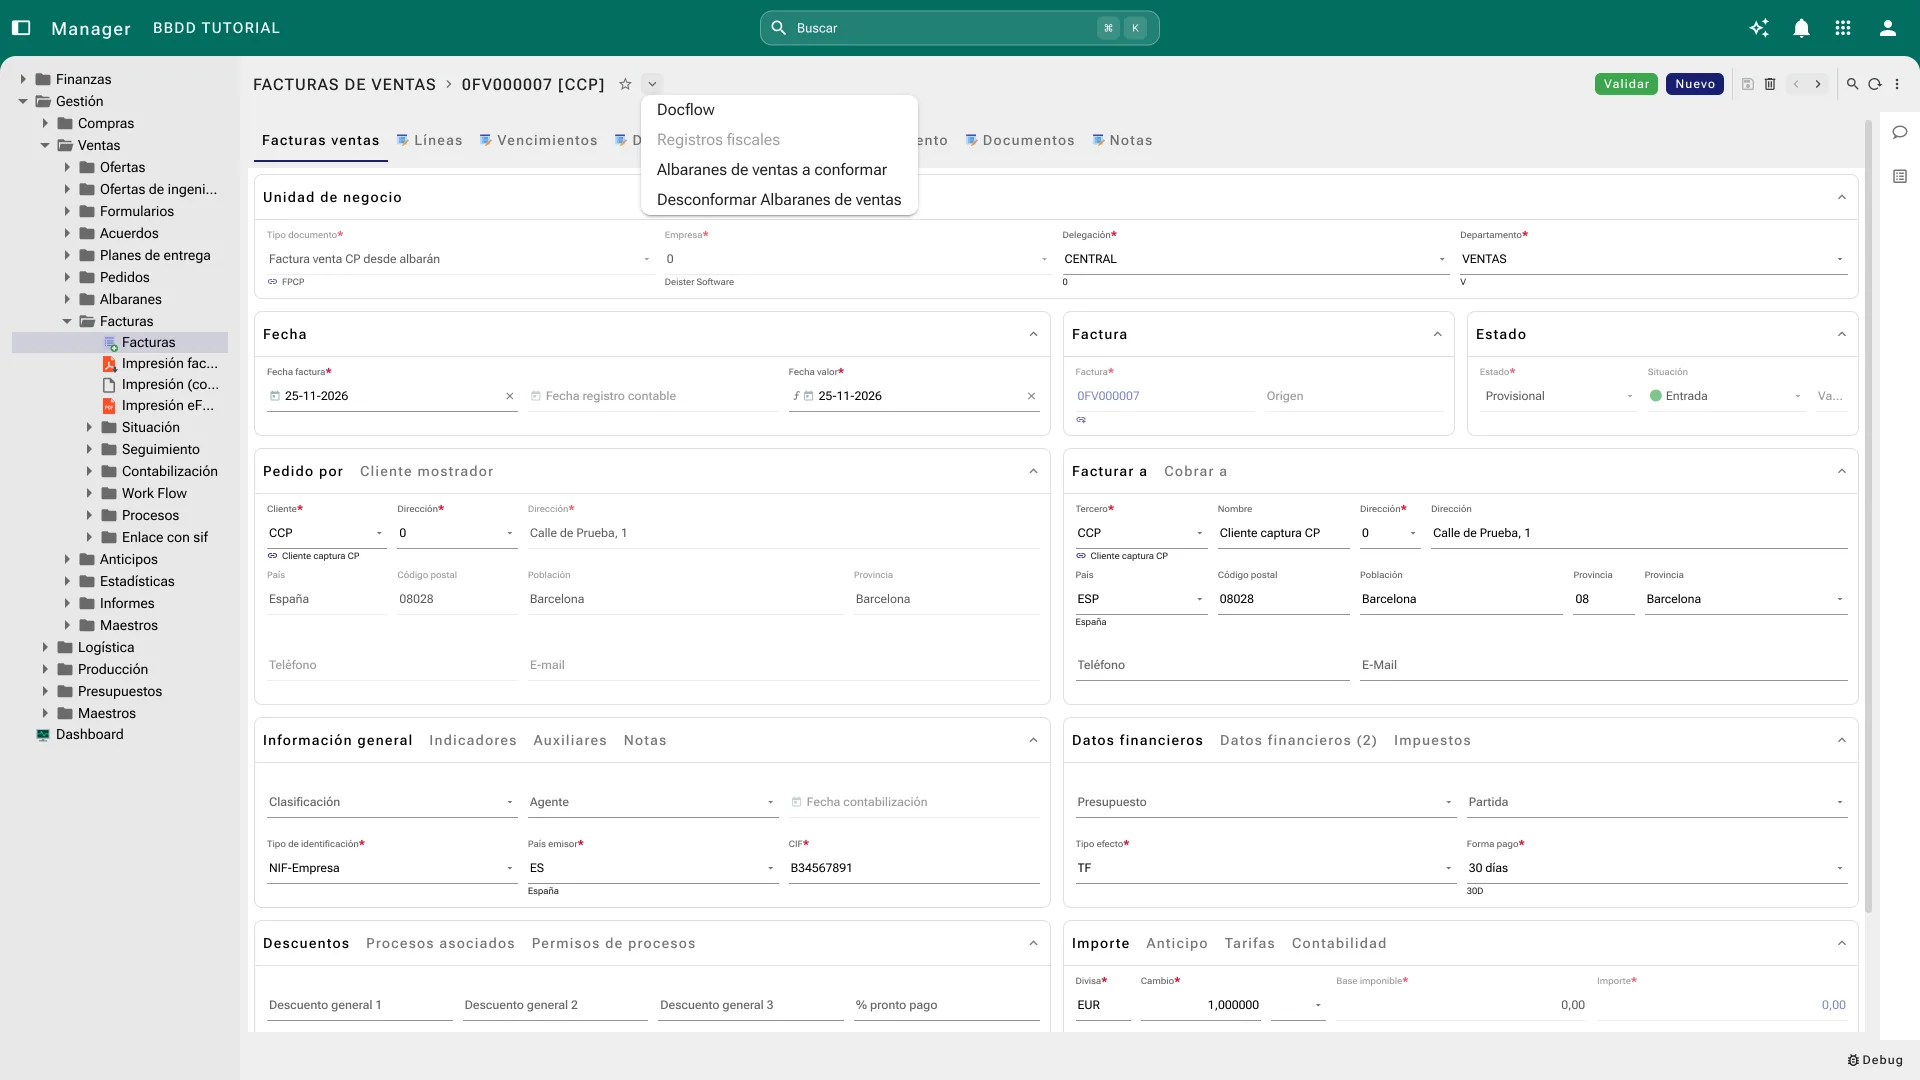 Manager BBDD TUTORIAL
Buscar ⌘ K
Finanzas
Gestión
Compras
Ventas
Ofertas
Ofertas de ingeni...
Formularios
Acuerdos
Planes de entrega
Pedidos
Albaranes
Facturas
Facturas
Impresión fac...
Impresión (co...
Impresión eF...
Situación
Seguimiento
Contabilización
Work Flow
Procesos
Enlace con sif
Anticipos
Estadísticas
Informes
Maestros
Logística
Producción
Presupuestos
Maestros
Dashboard
FACTURAS DE VENTAS › 0FV000007 [CCP]
Validar Nuevo
Docflow
Registros fiscales
Albaranes de ventas a conformar
Desconformar Albaranes de ventas
Facturas ventas Líneas Vencimientos D ento Documentos Notas
Unidad de negocio
Tipo documento* Empresa* Delegación* Departamento*
Factura venta CP desde albarán 0 CENTRAL VENTAS
FPCP Deister Software 0 V
Fecha
Fecha factura* Fecha valor*
25-11-2026 Fecha registro contable 25-11-2026
Factura
Factura*
0FV000007 Origen
Estado
Estado* Situación
Provisional Entrada Va...
Pedido por Cliente mostrador
Cliente* Dirección* Dirección*
CCP 0 Calle de Prueba, 1
Cliente captura CP
País Código postal Población Provincia
España 08028 Barcelona Barcelona
Teléfono E-mail
Facturar a Cobrar a
Tercero* Nombre Dirección* Dirección
CCP Cliente captura CP 0 Calle de Prueba, 1
Cliente captura CP
País Código postal Población Provincia Provincia
ESP 08028 Barcelona 08 Barcelona
España
Teléfono E-Mail
Información general Indicadores Auxiliares Notas
Clasificación Agente Fecha contabilización
Tipo de identificación* País emisor* CIF*
NIF-Empresa ES B34567891
España
Datos financieros Datos financieros (2) Impuestos
Presupuesto Partida
Tipo efecto* Forma pago*
TF 30 días
30D
Descuentos Procesos asociados Permisos de procesos
Descuento general 1 Descuento general 2 Descuento general 3 % pronto pago
Importe Anticipo Tarifas Contabilidad
Divisa* Cambio* Base imponible* Importe*
EUR 1,000000 0,00 0,00
Debug